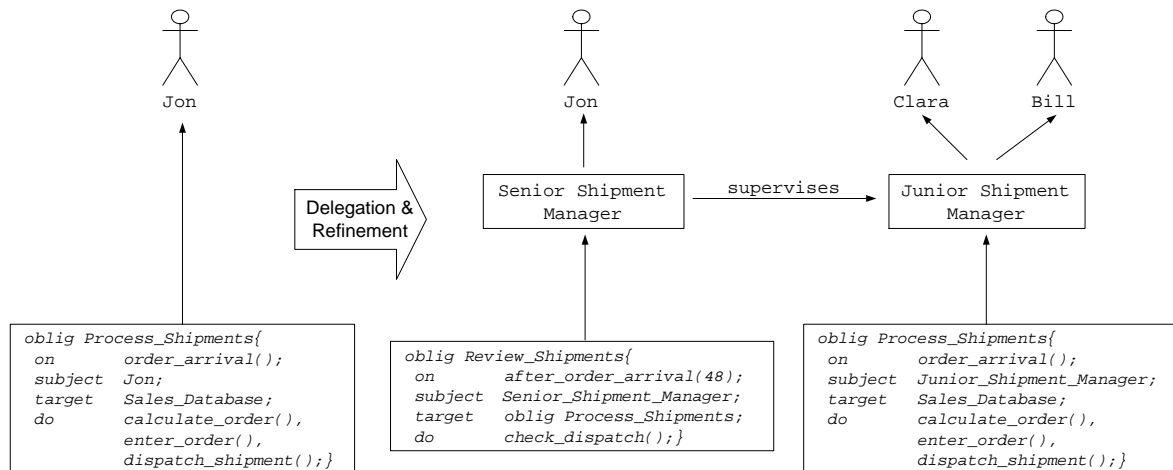 Jon
Jon
Clara
Bill
Delegation &
Refinement
Senior Shipment
Manager
supervises
Junior Shipment
Manager
oblig Process_Shipments{
on order_arrival();
subject Jon;
target Sales_Database;
do calculate_order(),
enter_order(),
dispatch_shipment();}
oblig Review_Shipments{
on after_order_arrival(48);
subject Senior_Shipment_Manager;
target oblig Process_Shipments;
do check_dispatch();}
oblig Process_Shipments{
on order_arrival();
subject Junior_Shipment_Manager;
target Sales_Database;
do calculate_order(),
enter_order(),
dispatch_shipment();}